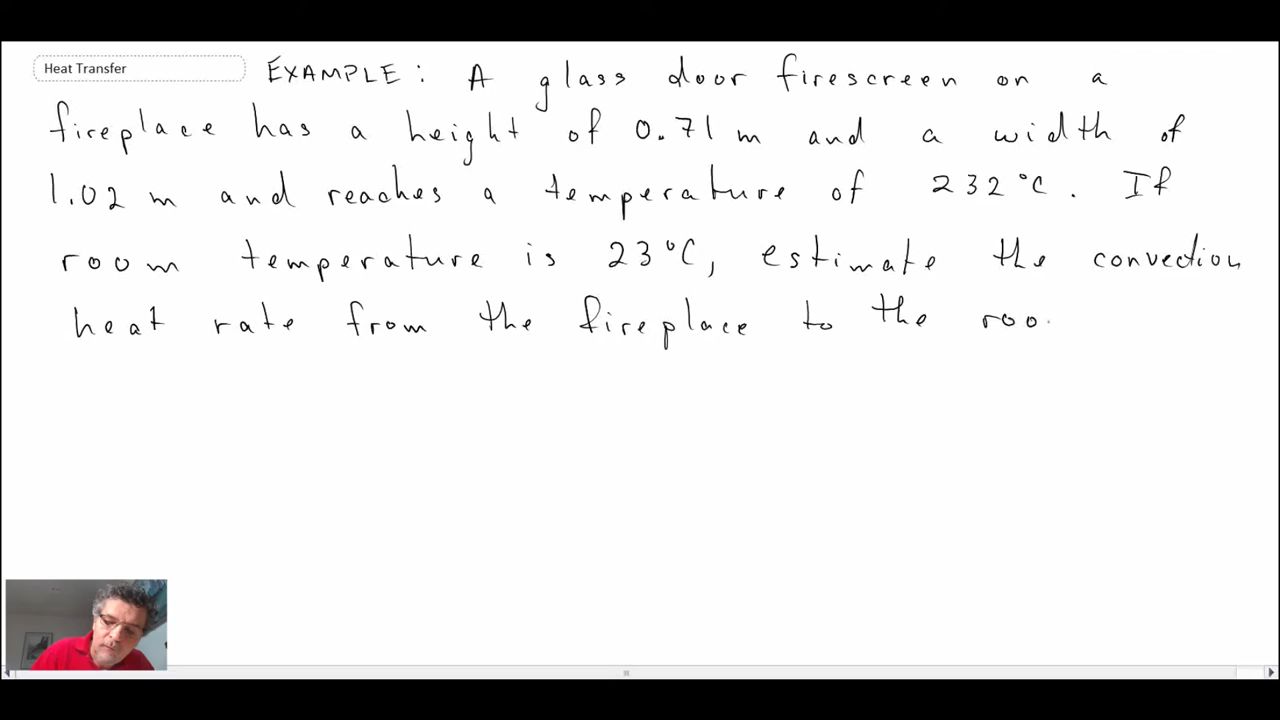 Heat Transfer EXAMPLE: A glass door firescreen on a
fireplace has a height of 0.71 m and a width of
1.02 m and reaches a temperature of 232°C. If
room temperature is 23°C, estimate the convection
heat rate from the fireplace to the roo